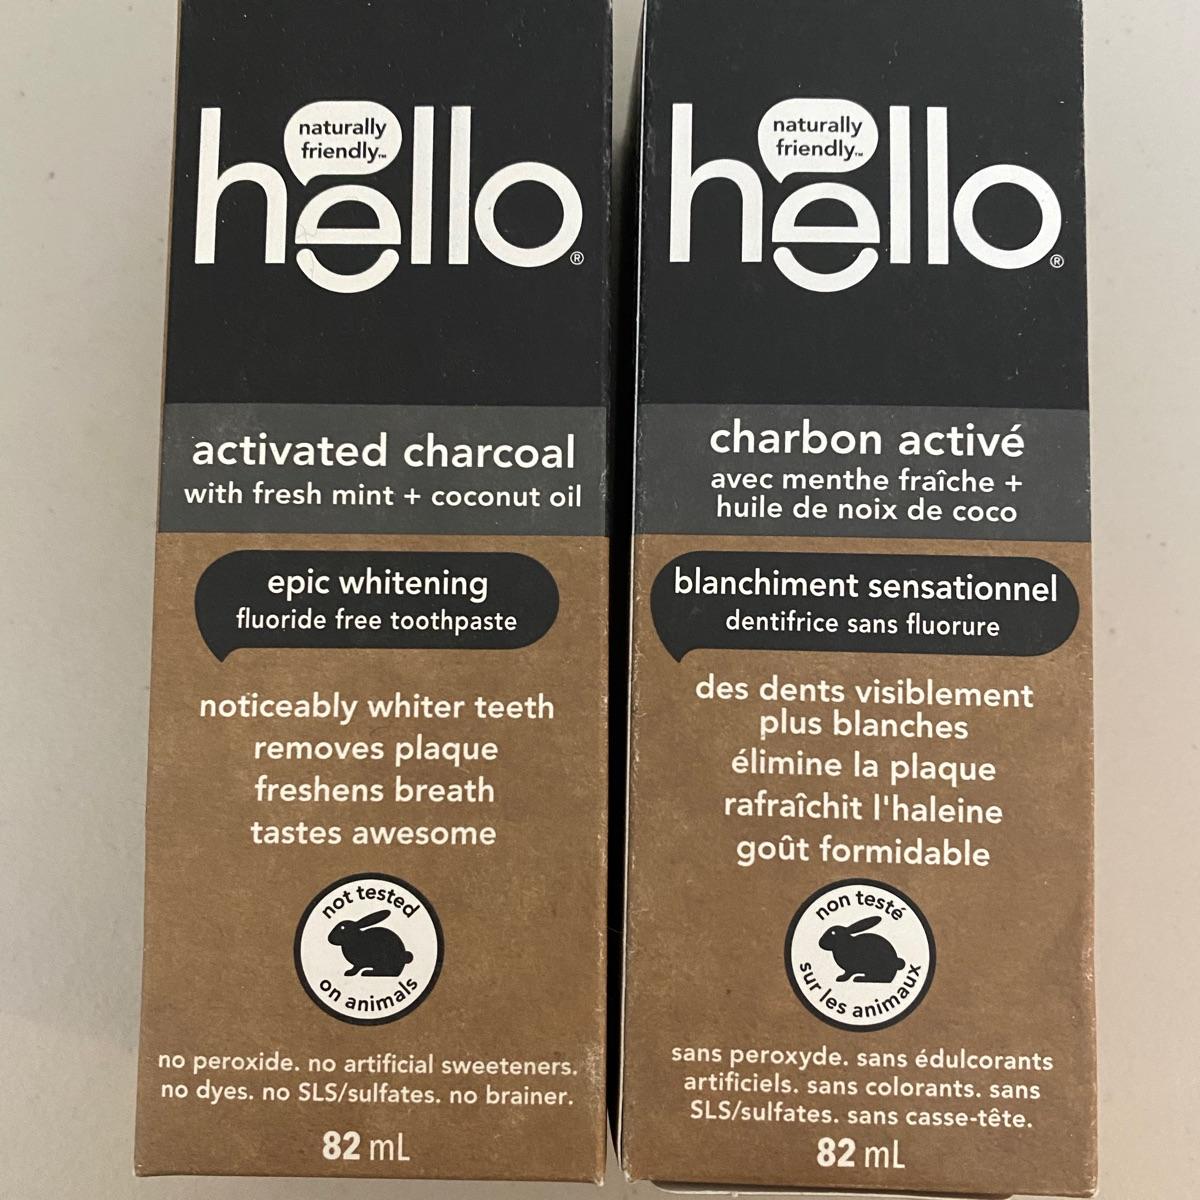 naturally
friendly™
hello®
activated charcoal
with fresh mint + coconut oil
epic whitening
fluoride free toothpaste
noticeably whiter teeth
removes plaque
freshens breath
tastes awesome
not tested
on animals
no peroxide. no artificial sweeteners.
no dyes. no SLS/sulfates. no brainer.
82 mL
naturally
friendly™
hello®
charbon activé
avec menthe fraîche +
huile de noix de coco
blanchiment sensationnel
dentifrice sans fluorure
des dents visiblement
plus blanches
élimine la plaque
rafraîchit l'haleine
goût formidable
non testé
sur les animaux
sans peroxyde. sans édulcorants
artificiels. sans colorants. sans
SLS/sulfates. sans casse-tête.
82 mL